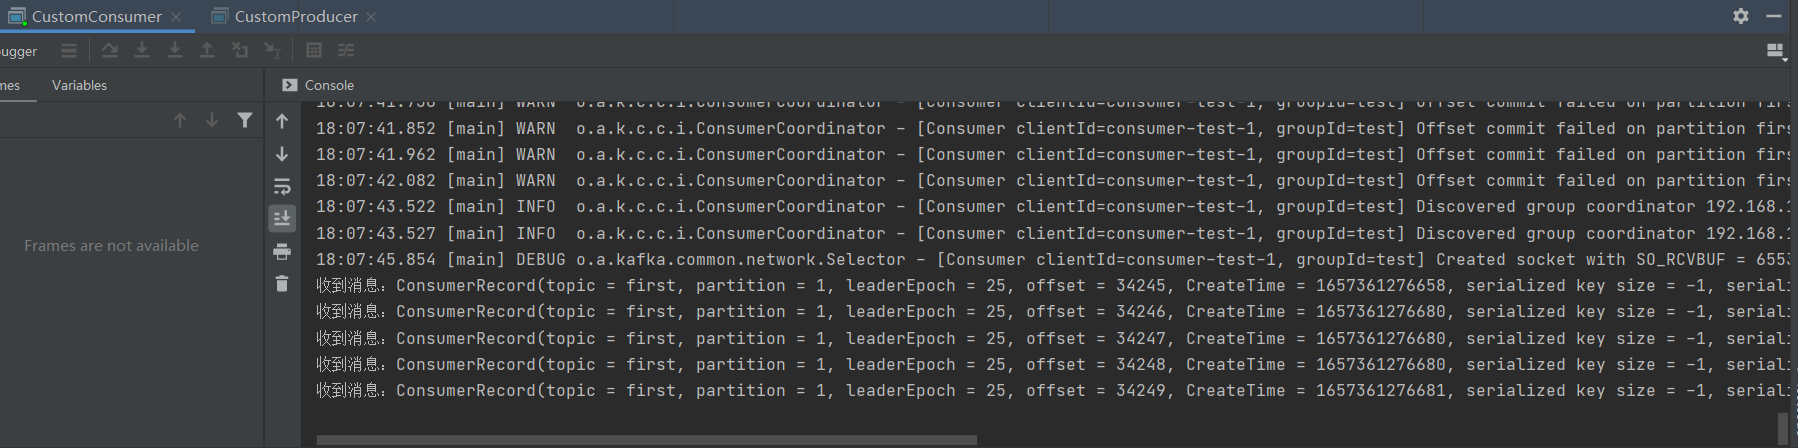 CustomConsumer
CustomProducer
ugger
mes
Variables
Console
Frames are not available
18:07:41.736 [main] WARN o.a.k.c.c.i.ConsumerCoordinator - [Consumer clientId=consumer-test-1, groupId=test] Offset commit failed on partition firs
18:07:41.852 [main] WARN o.a.k.c.c.i.ConsumerCoordinator - [Consumer clientId=consumer-test-1, groupId=test] Offset commit failed on partition firs
18:07:41.962 [main] WARN o.a.k.c.c.i.ConsumerCoordinator - [Consumer clientId=consumer-test-1, groupId=test] Offset commit failed on partition firs
18:07:42.082 [main] WARN o.a.k.c.c.i.ConsumerCoordinator - [Consumer clientId=consumer-test-1, groupId=test] Offset commit failed on partition firs
18:07:43.522 [main] INFO o.a.k.c.c.i.ConsumerCoordinator - [Consumer clientId=consumer-test-1, groupId=test] Discovered group coordinator 192.168.1
18:07:43.527 [main] INFO o.a.k.c.c.i.ConsumerCoordinator - [Consumer clientId=consumer-test-1, groupId=test] Discovered group coordinator 192.168.1
18:07:45.854 [main] DEBUG o.a.kafka.common.network.Selector - [Consumer clientId=consumer-test-1, groupId=test] Created socket with SO_RCVBUF = 6553
收到消息：ConsumerRecord(topic = first, partition = 1, leaderEpoch = 25, offset = 34245, CreateTime = 1657361276658, serialized key size = -1, seriali
收到消息：ConsumerRecord(topic = first, partition = 1, leaderEpoch = 25, offset = 34246, CreateTime = 1657361276680, serialized key size = -1, seriali
收到消息：ConsumerRecord(topic = first, partition = 1, leaderEpoch = 25, offset = 34247, CreateTime = 1657361276680, serialized key size = -1, seriali
收到消息：ConsumerRecord(topic = first, partition = 1, leaderEpoch = 25, offset = 34248, CreateTime = 1657361276680, serialized key size = -1, seriali
收到消息：ConsumerRecord(topic = first, partition = 1, leaderEpoch = 25, offset = 34249, CreateTime = 1657361276681, serialized key size = -1, seriali